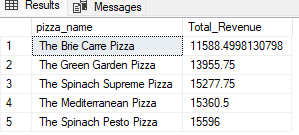 Results Messages
pizza_name Total_Revenue
1 The Brie Carre Pizza 11588.4998130798
2 The Green Garden Pizza 13955.75
3 The Spinach Supreme Pizza 15277.75
4 The Mediterranean Pizza 15360.5
5 The Spinach Pesto Pizza 15596